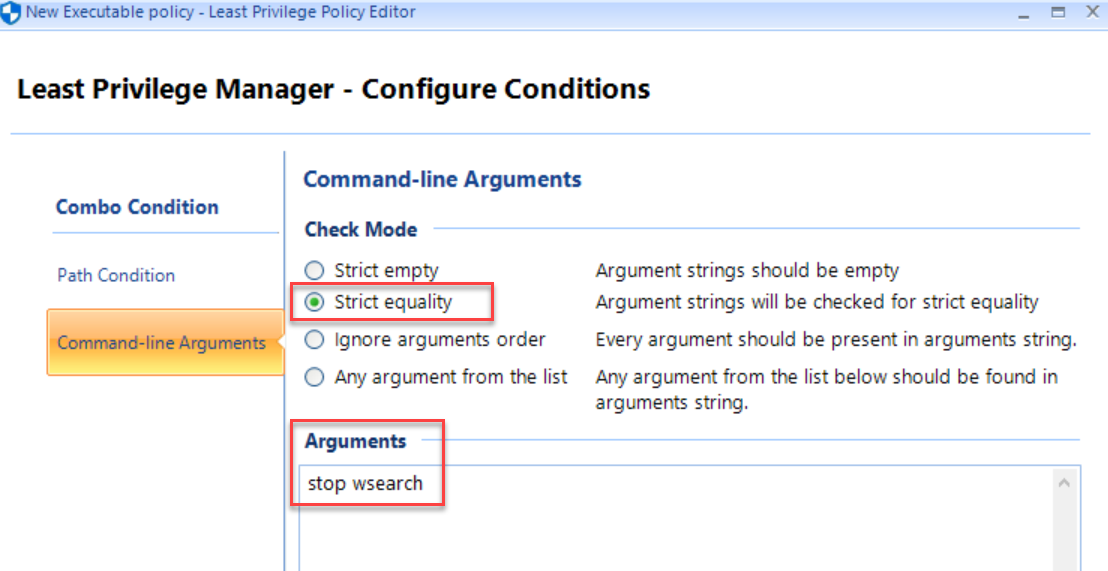 New Executable policy - Least Privilege Policy Editor
Least Privilege Manager - Configure Conditions
Combo Condition
Path Condition
Command-line Arguments
Command-line Arguments
Check Mode
Strict empty Argument strings should be empty
Strict equality Argument strings will be checked for strict equality
Ignore arguments order Every argument should be present in arguments string.
Any argument from the list Any argument from the list below should be found in
arguments string.
Arguments
stop wsearch